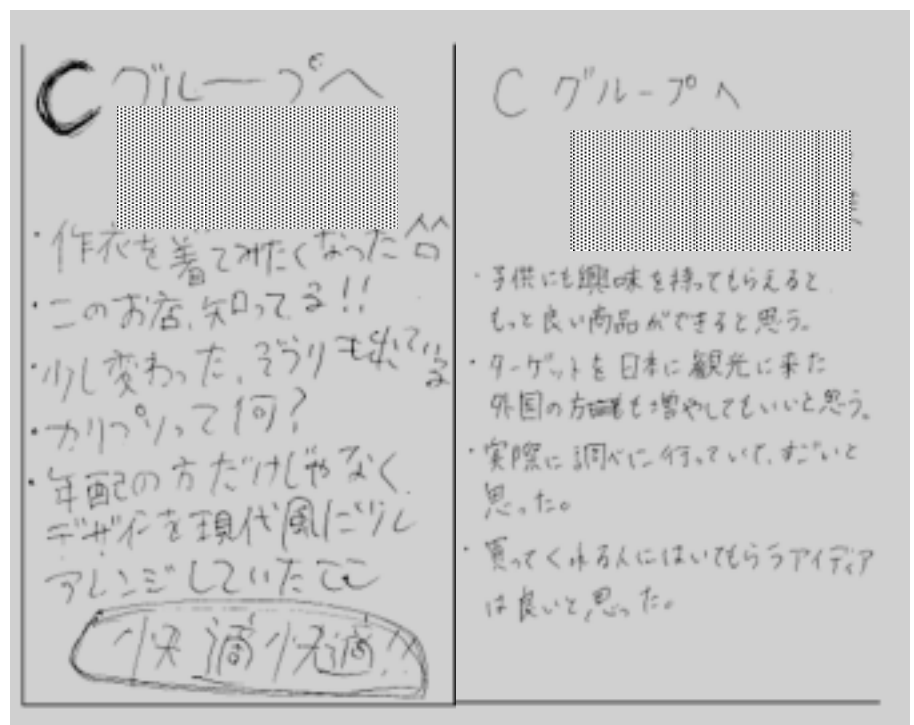 Cグループへ
・作衣を着てみたくなった
・このお店、知ってる!!
・少し変わった、ぞうりも
・カリプソって何?
・年配の方だけじゃなく
デザインを現代風に少し
アレンジしていた
快適快適!!
Cグループへ
・子供にも興味を持ってもらえると
もっと良い商品ができると思う。
・ターゲットを日本に観光に来た
外国の方も増やしてもいいと思う。
・実際に調べに行っていて、すごいと
思った。
・買ってくれる人にはいてもらうアイディア
は良いと思った。